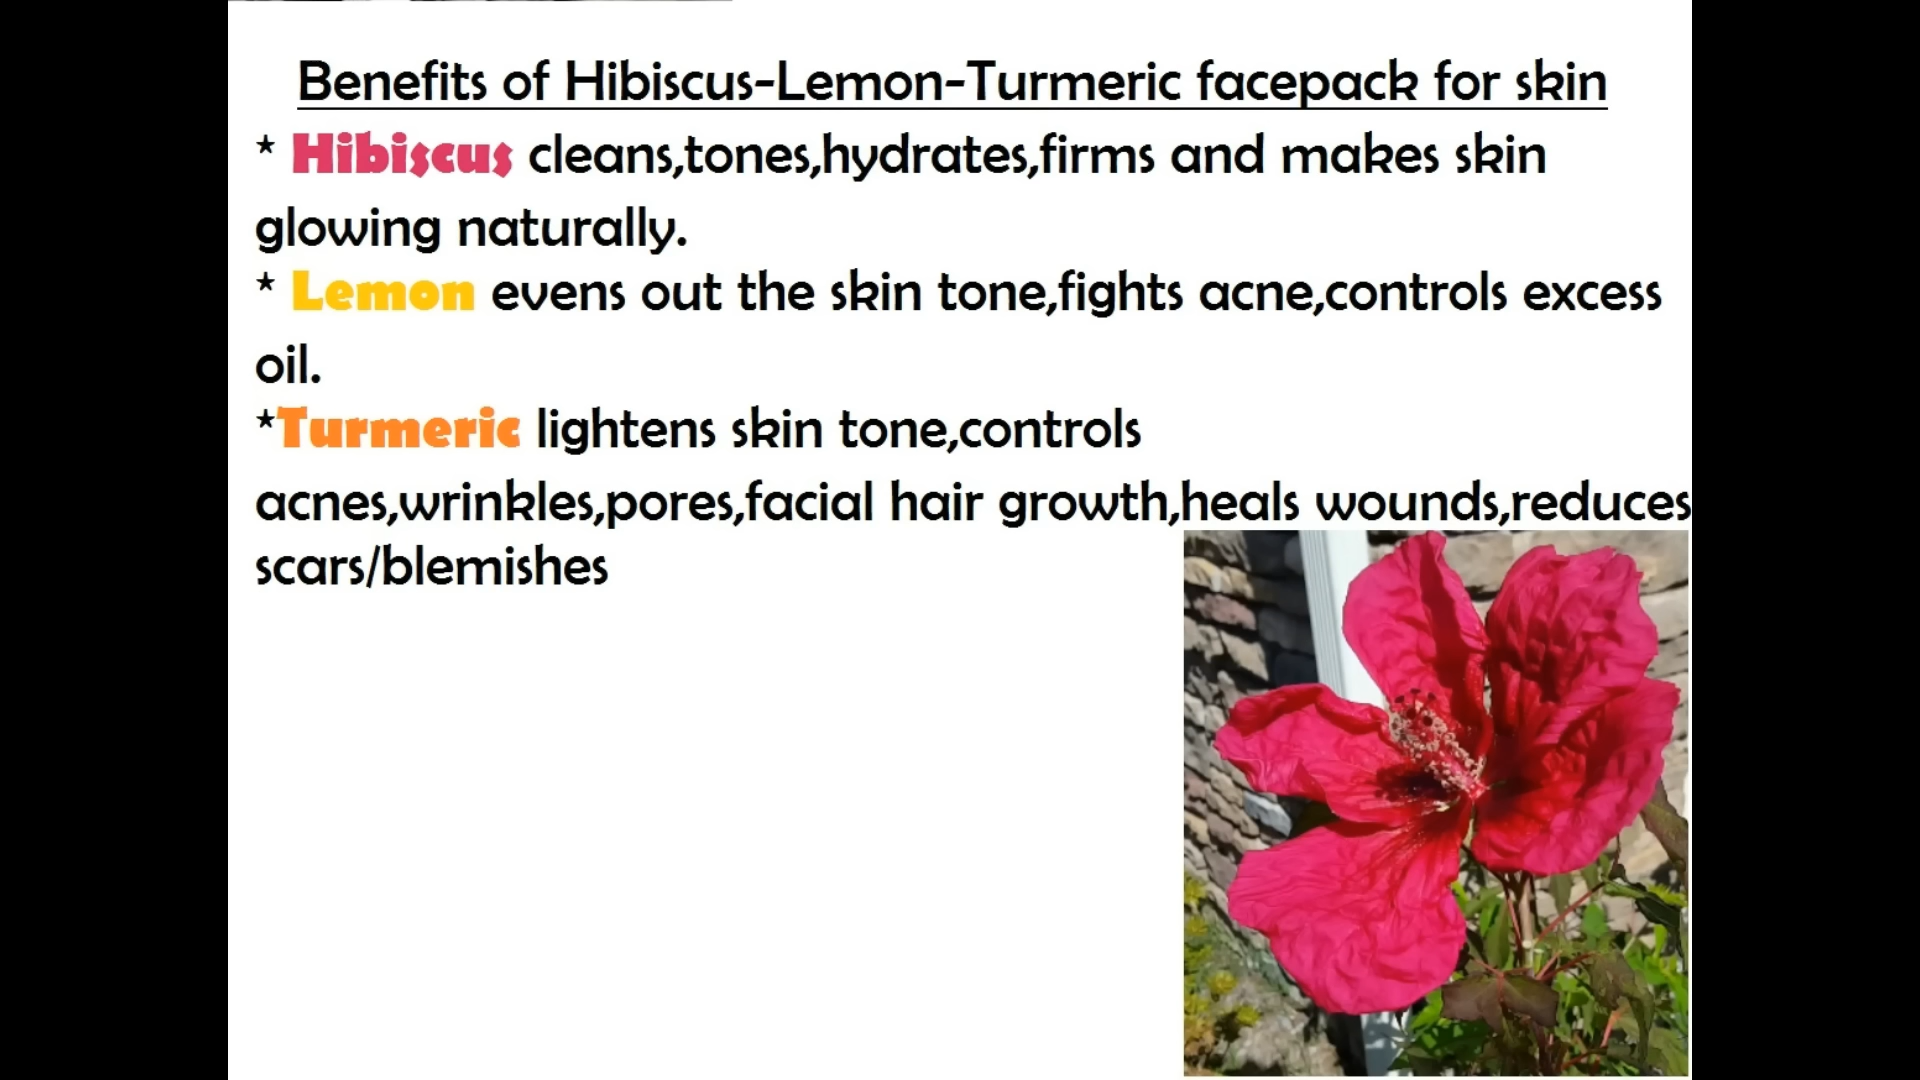 Benefits of Hibiscus-Lemon-Turmeric facepack for skin
* Hibiscus cleans,tones,hydrates,firms and makes skin
glowing naturally.
* Lemon evens out the skin tone,fights acne,controls excess
oil.
*Turmeric lightens skin tone,controls
acnes,wrinkles,pores,facial hair growth,heals wounds,reduces
scars/blemishes